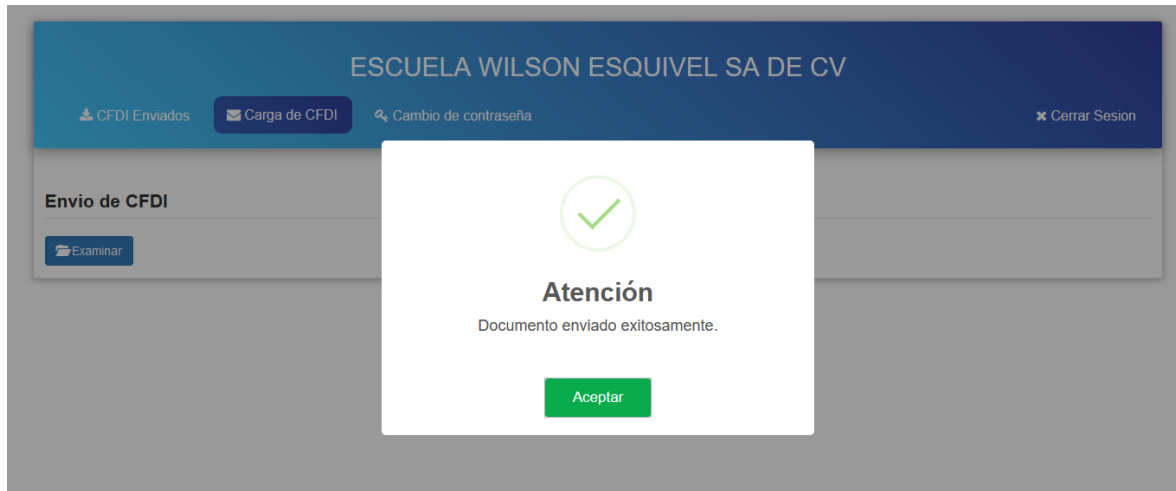 ESCUELA WILSON ESQUIVEL SA DE CV
CFDI Enviados Carga de CFDI Cambio de contraseña Cerrar Sesion
Envio de CFDI
Examinar
Atención
Documento enviado exitosamente.
Aceptar